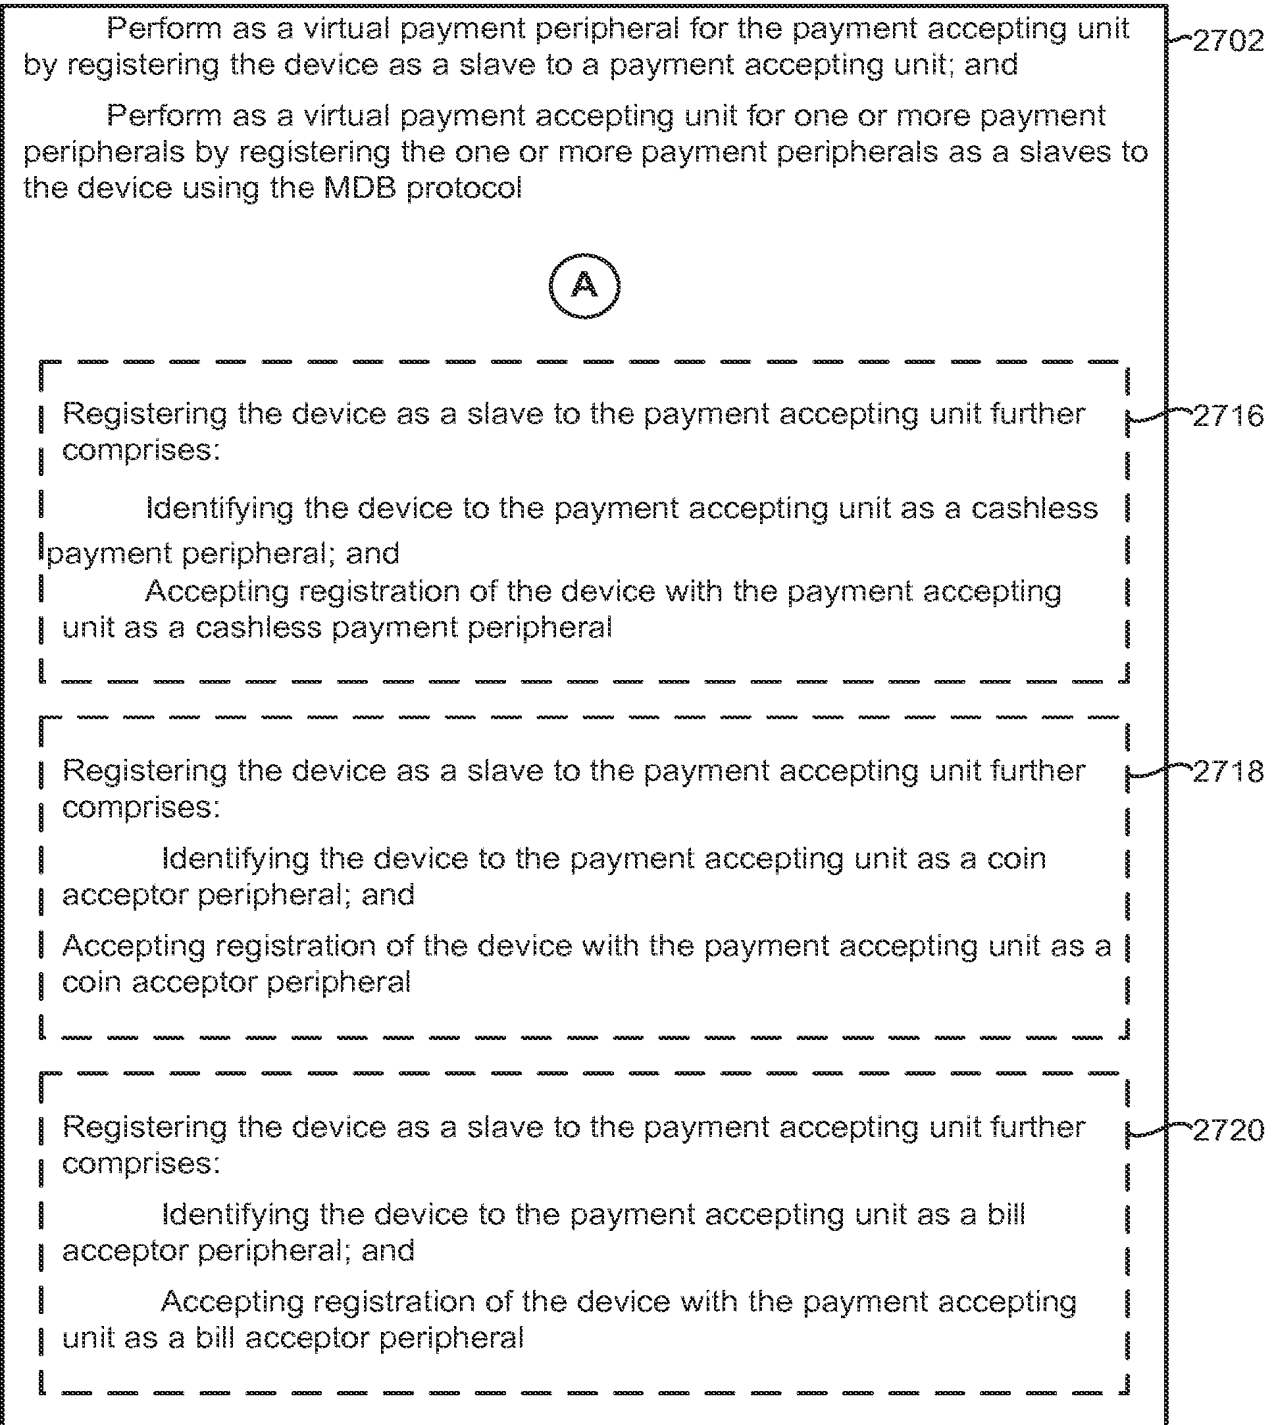 Perform as a virtual payment peripheral for the payment accepting unit
by registering the device as a slave to a payment accepting unit; and
2702
Perform as a virtual payment accepting unit for one or more payment
peripherals by registering the one or more payment peripherals as a slaves to
the device using the MDB protocol
A
Registering the device as a slave to the payment accepting unit further
comprises:
2716
Identifying the device to the payment accepting unit as a cashless
payment peripheral; and
Accepting registration of the device with the payment accepting
unit as a cashless payment peripheral
Registering the device as a slave to the payment accepting unit further
comprises:
2718
Identifying the device to the payment accepting unit as a coin
acceptor peripheral; and
Accepting registration of the device with the payment accepting unit as a
coin acceptor peripheral
Registering the device as a slave to the payment accepting unit further
comprises:
2720
Identifying the device to the payment accepting unit as a bill
acceptor peripheral; and
Accepting registration of the device with the payment accepting
unit as a bill acceptor peripheral